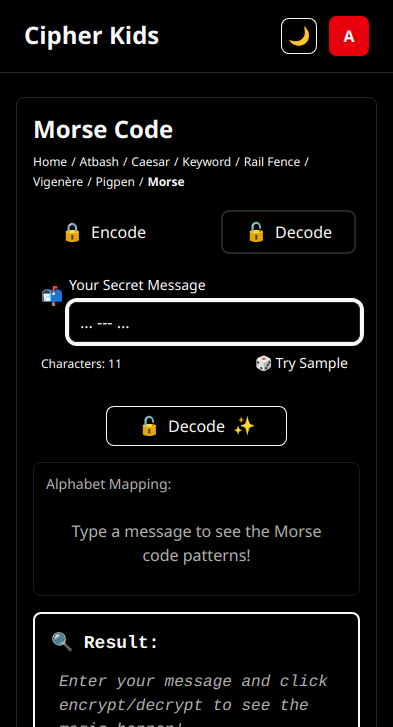 Cipher Kids
A
Morse Code
Home / Atbash / Caesar / Keyword / Rail Fence /
Vigenère / Pigpen / Morse
Encode
Decode
Your Secret Message
... --- ...
Characters: 11
Try Sample
Decode
Alphabet Mapping:
Type a message to see the Morse
code patterns!
Result:
Enter your message and click
encrypt/decrypt to see the
magic happen!